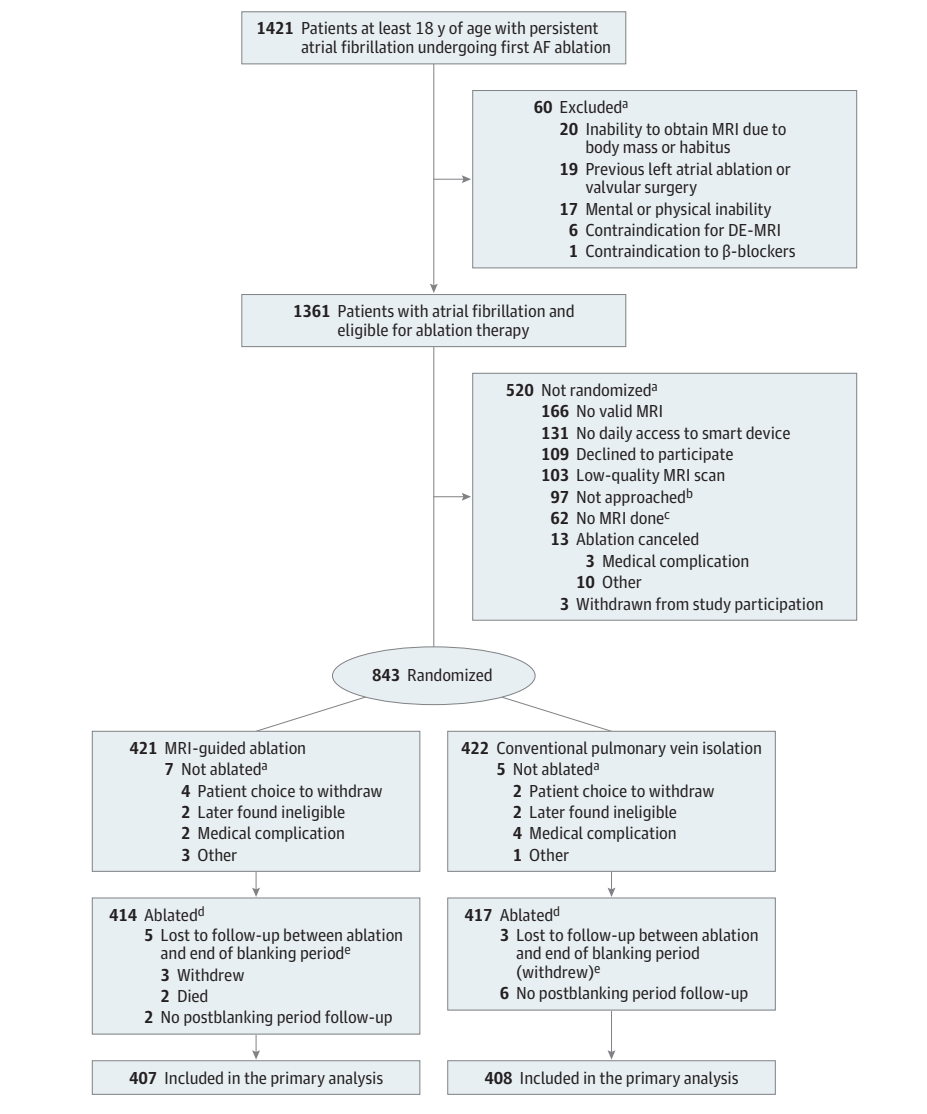 1421 Patients at least 18 y of age with persistent
atrial fibrillation undergoing first AF ablation
60 Excludedᵃ
20 Inability to obtain MRI due to
body mass or habitus
19 Previous left atrial ablation or
valvular surgery
17 Mental or physical inability
6 Contraindication for DE-MRI
1 Contraindication to β-blockers
1361 Patients with atrial fibrillation and
eligible for ablation therapy
520 Not randomizedᵃ
166 No valid MRI
131 No daily access to smart device
109 Declined to participate
103 Low-quality MRI scan
97 Not approachedᵇ
62 No MRI doneᶜ
13 Ablation canceled
3 Medical complication
10 Other
3 Withdrawn from study participation
843 Randomized
421 MRI-guided ablation
7 Not ablatedᵃ
4 Patient choice to withdraw
2 Later found ineligible
2 Medical complication
3 Other
422 Conventional pulmonary vein isolation
5 Not ablatedᵃ
2 Patient choice to withdraw
2 Later found ineligible
4 Medical complication
1 Other
414 Ablatedᵈ
5 Lost to follow-up between ablation
and end of blanking periodᵉ
3 Withdrew
2 Died
2 No postblanking period follow-up
417 Ablatedᵈ
3 Lost to follow-up between ablation
and end of blanking period
(withdrew)ᵉ
6 No postblanking period follow-up
407 Included in the primary analysis
408 Included in the primary analysis